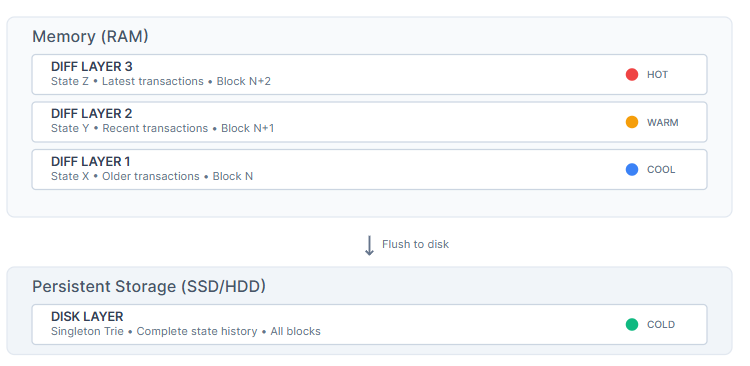 Memory (RAM)
DIFF LAYER 3
State Z • Latest transactions • Block N+2
HOT
DIFF LAYER 2
State Y • Recent transactions • Block N+1
WARM
DIFF LAYER 1
State X • Older transactions • Block N
COOL
Flush to disk
Persistent Storage (SSD/HDD)
DISK LAYER
Singleton Trie • Complete state history • All blocks
COLD